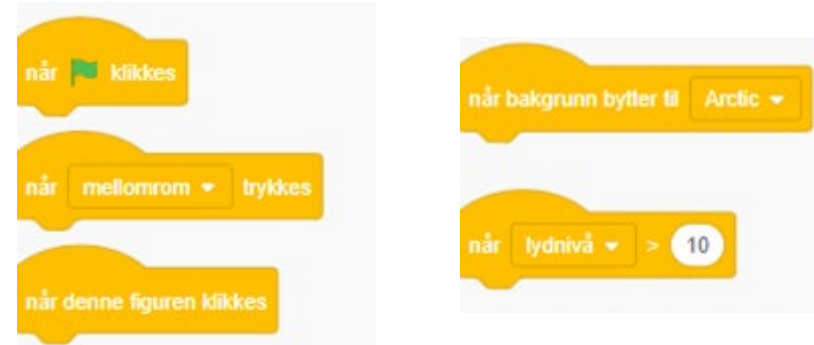 når klikkes
når mellomrom trykkes
når denne figuren klikkes
når bakgrunn bytter til Arctic
når lydnivå > 10